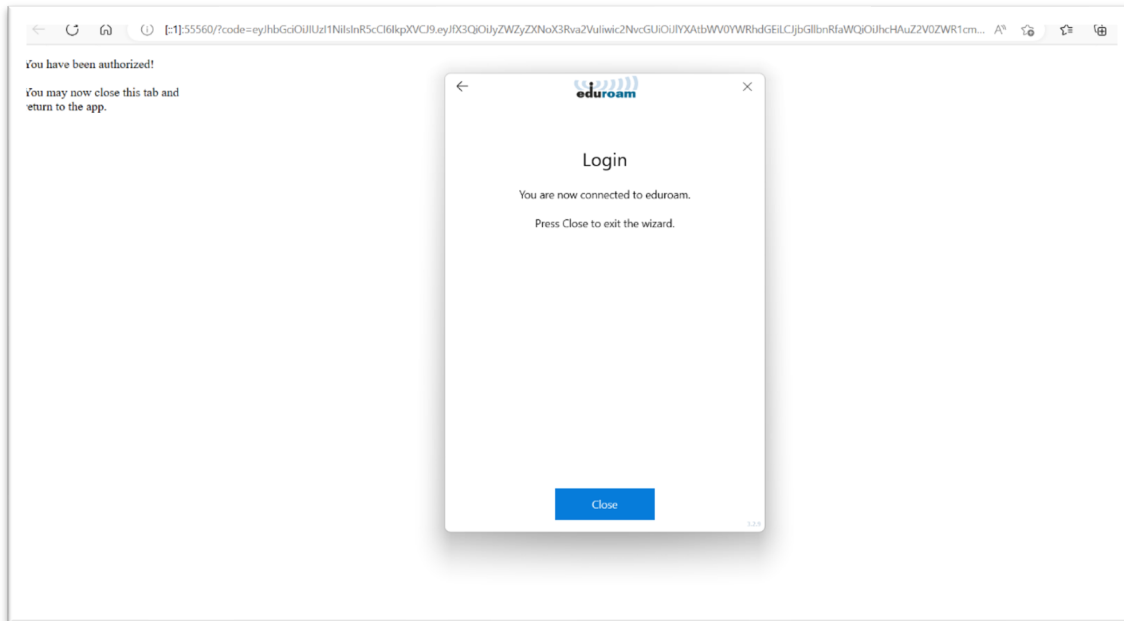 [::1]:55560/?code=eyJhbGciOiJIUzI1NiIsInR5cCI6IkpXVCJ9.eyJfX3QiOiJyZWZyZXNoX3Rva2VuIiwic2NvcGUiOiJlYXAtbWV0YWRhdGEiLCJjbGllbnRfaWQiOiJhcHAuZ2V0ZWR1cm...
You have been authorized!
You may now close this tab and
return to the app.
eduroam
Login
You are now connected to eduroam.
Press Close to exit the wizard.
Close